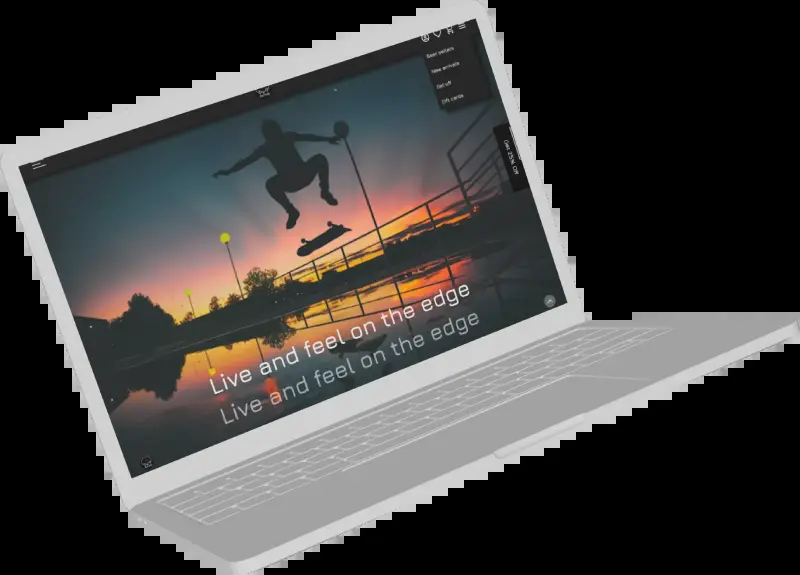 Best sellers
New arrivals
Gift cards
Get 25% Off
Live and feel on the edge
Live and feel on the edge